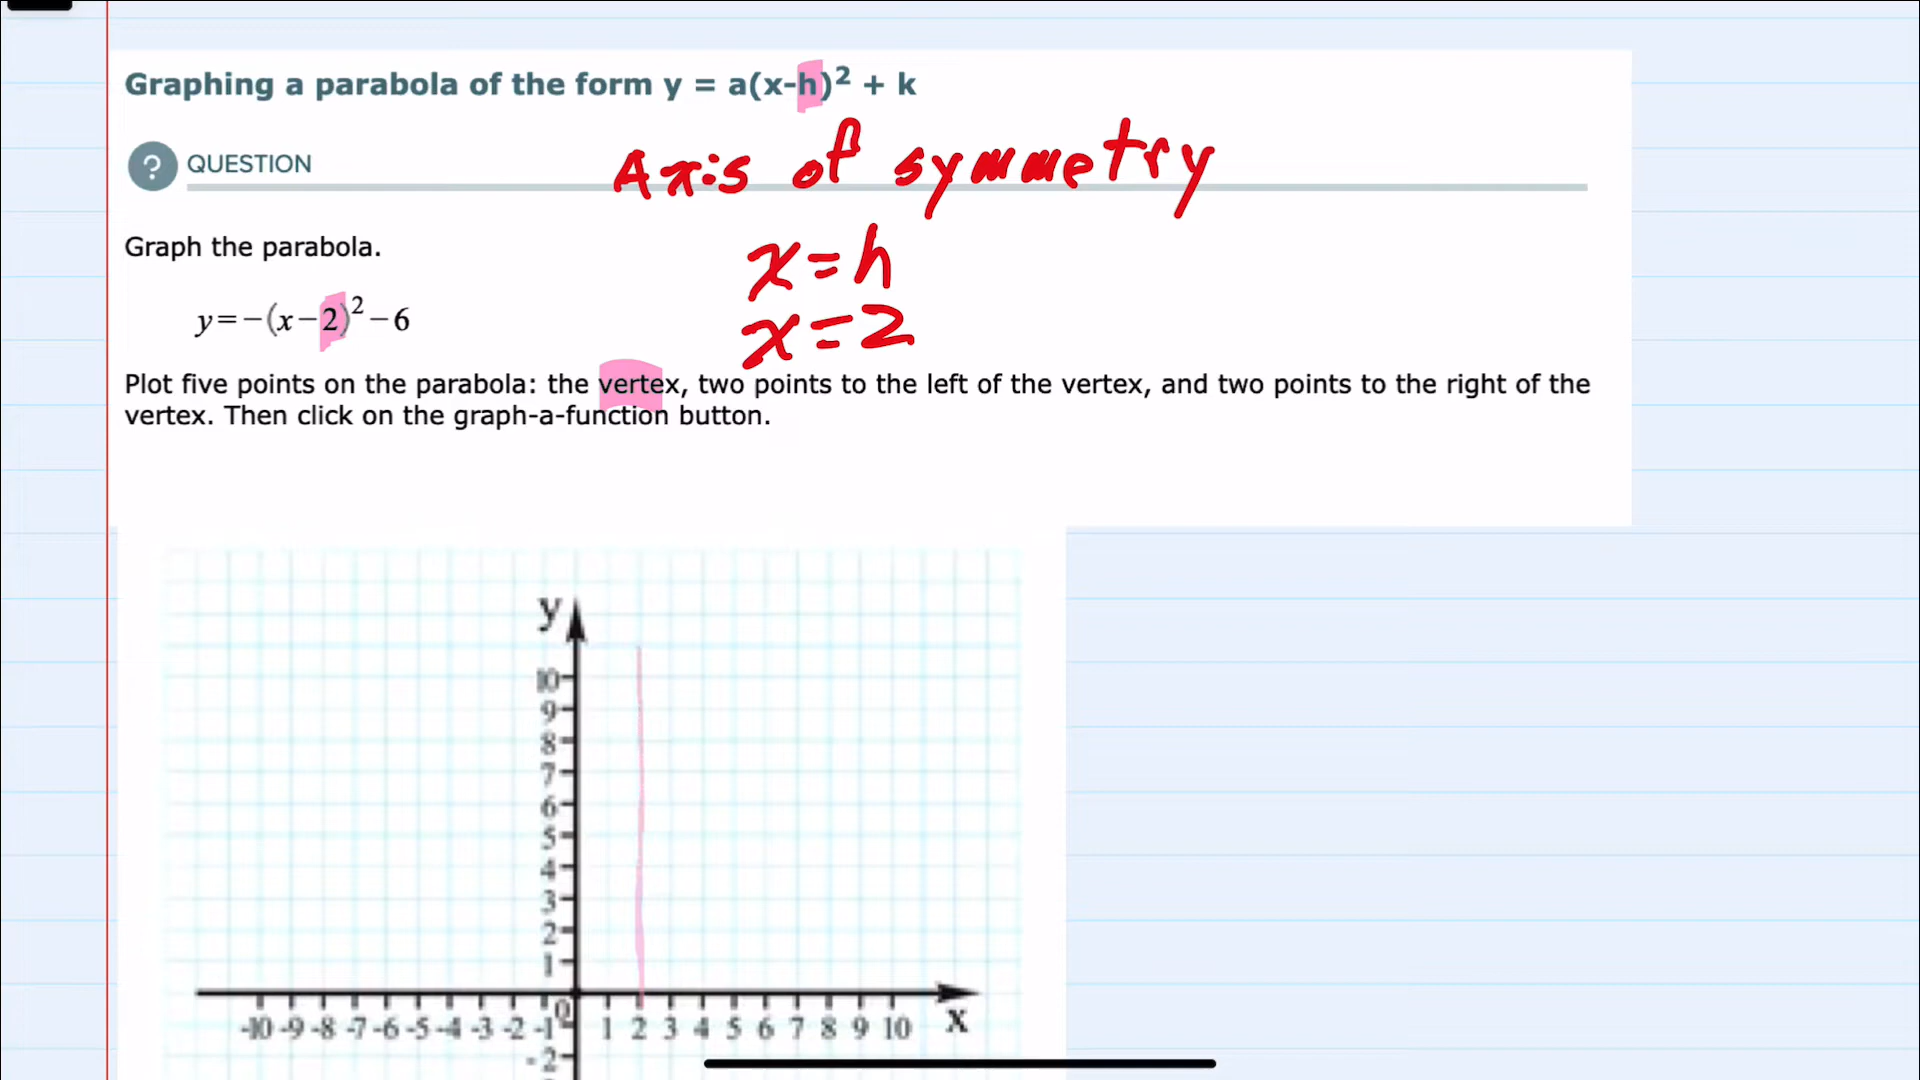 Graphing a parabola of the form y = a(x-h)² + k
? QUESTION
Axis of symmetry
Graph the parabola.
x=h
y=−(x−2)²−6
x=2
Plot five points on the parabola: the vertex, two points to the left of the vertex, and two points to the right of the
vertex. Then click on the graph-a-function button.
y
10
9
8
7
6
5
4
3
2
1
0
-10 -9 -8 -7 -6 -5 -4 -3 -2 -1 1 2 3 4 5 6 7 8 9 10 x
-2